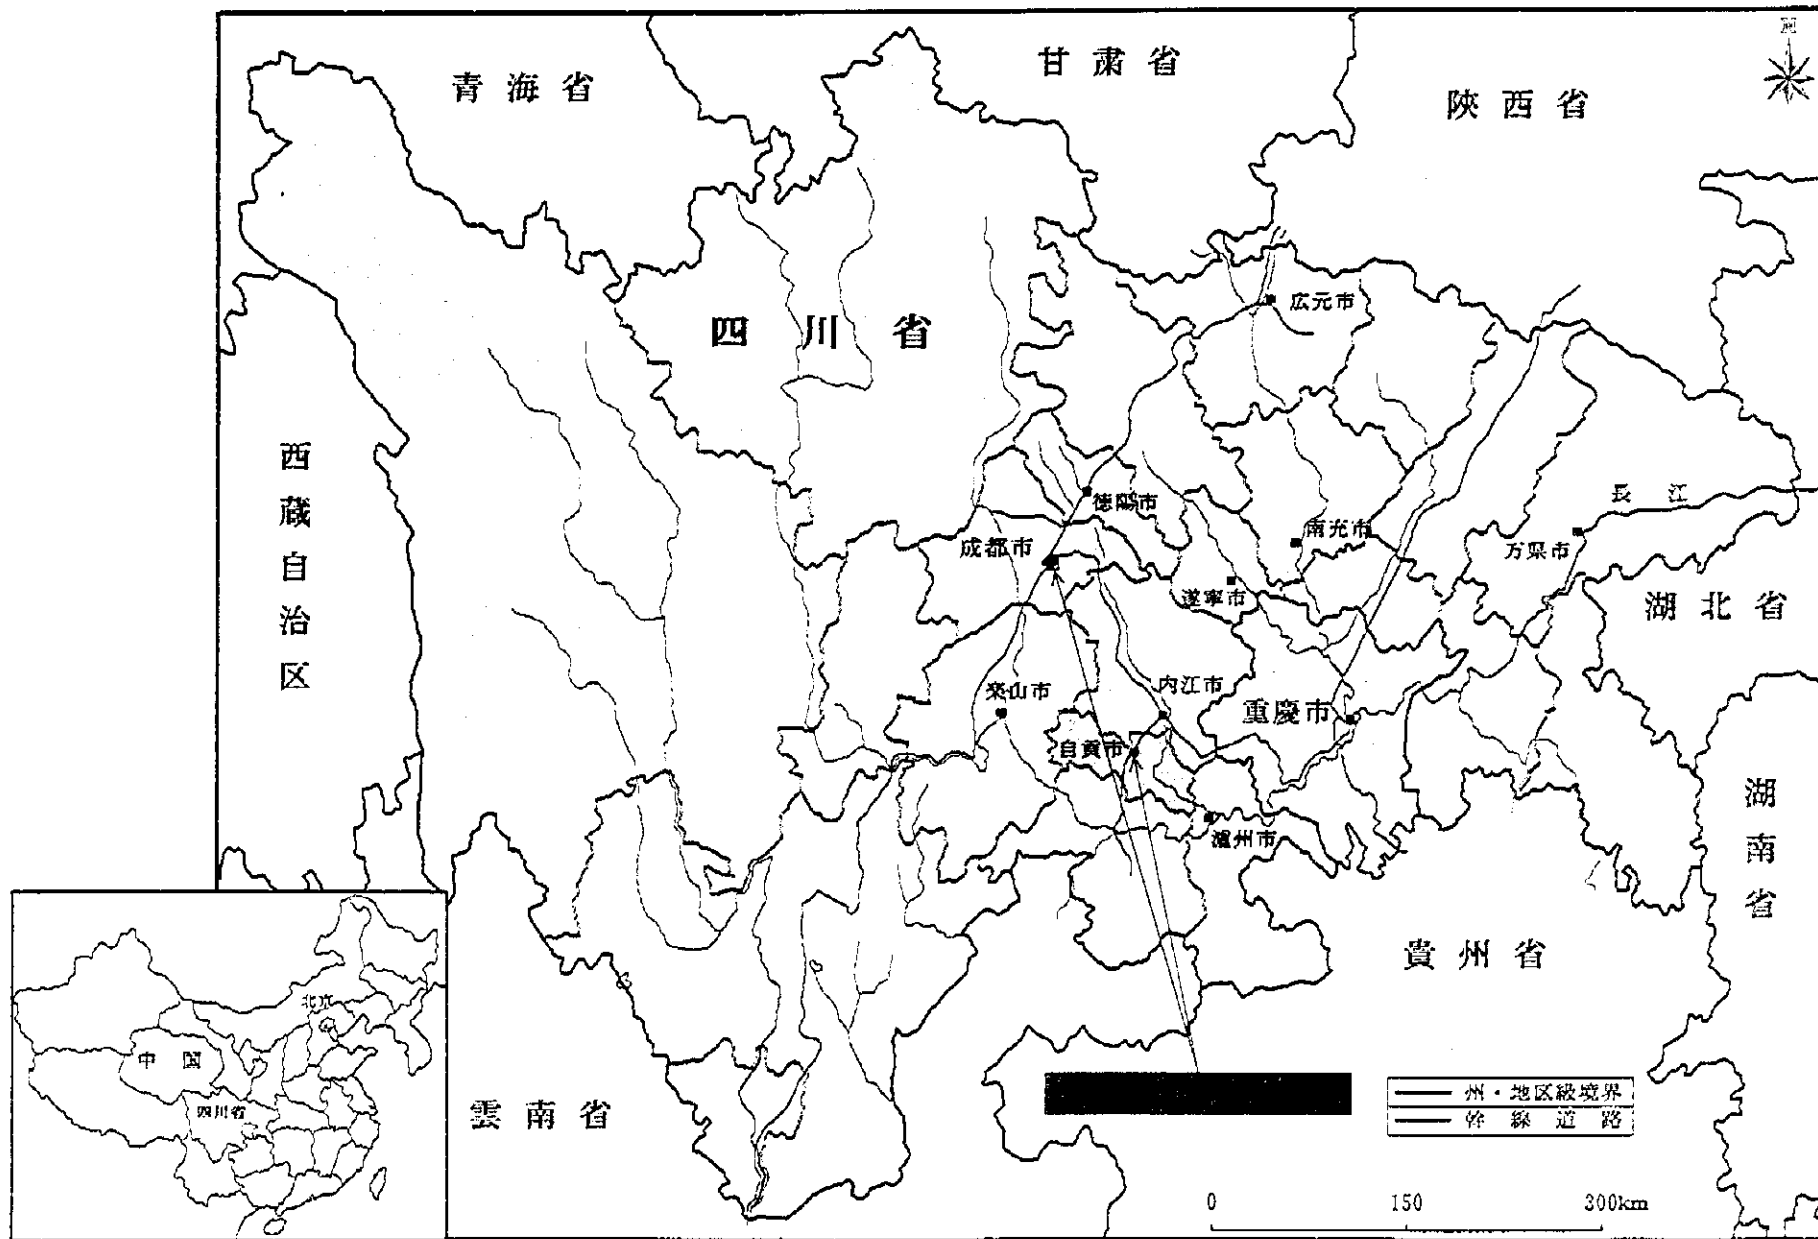 N
青海省
甘粛省
陝西省
広元市
四川省
西蔵自治区
徳陽市
長江
成都市
南充市
万県市
遂寧市
湖北省
楽山市
内江市
重慶市
自貢市
湖南省
瀘州市
貴州省
北京
中国
四川省
雲南省
州・地区級境界
幹線道路
0 150 300km